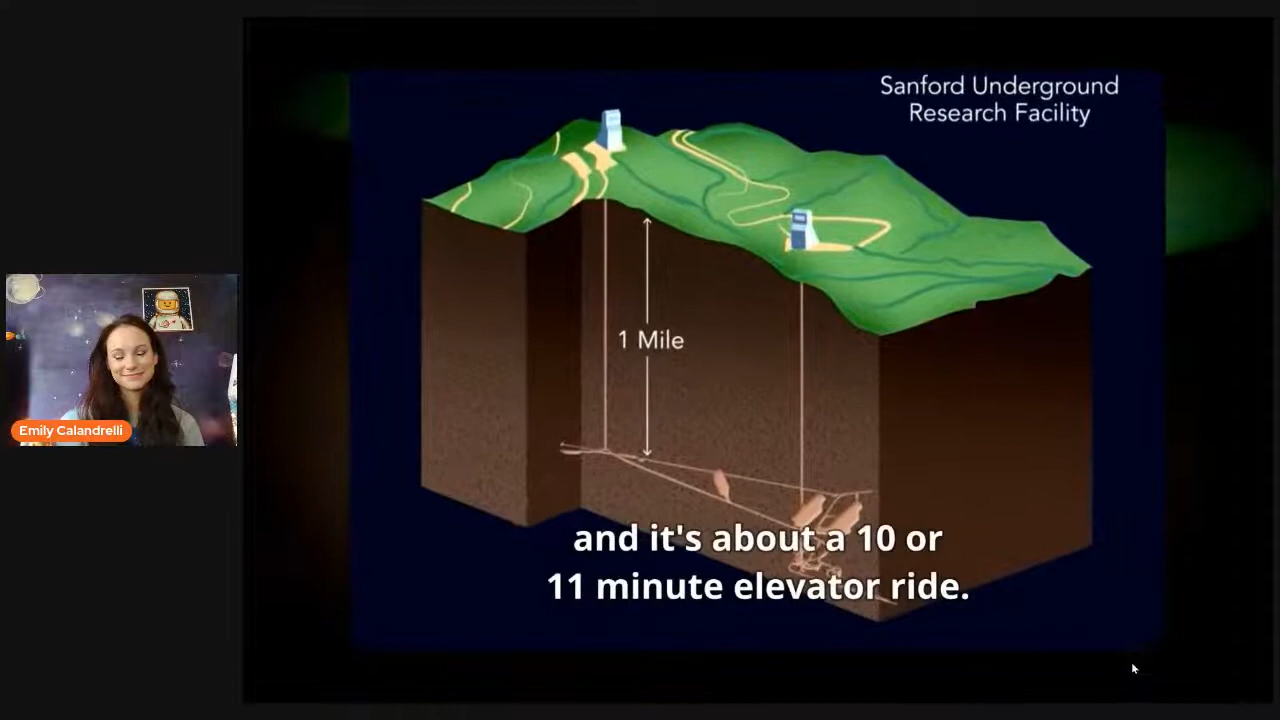 Sanford Underground
Research Facility
1 Mile
and it's about a 10 or
11 minute elevator ride.
Emily Calandrelli